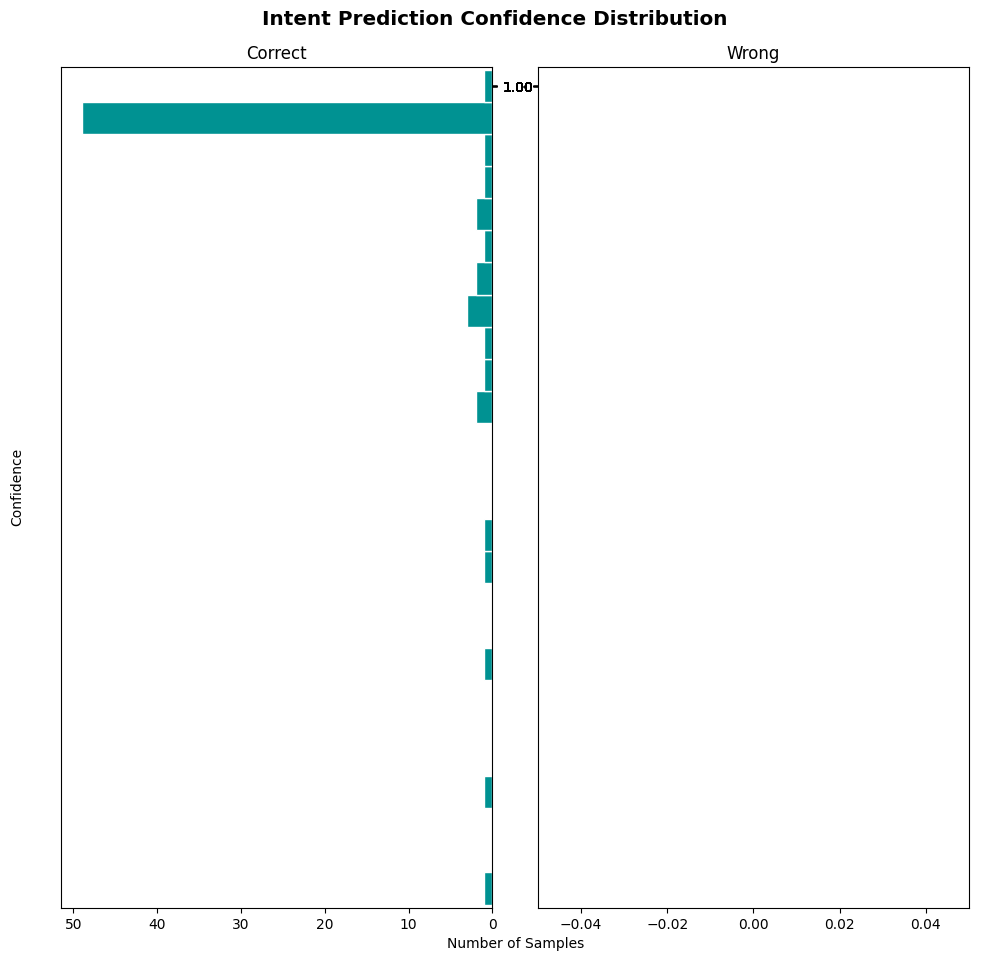 Intent Prediction Confidence Distribution
Correct
Wrong
1.00
Confidence
50 40 30 20 10 0
−0.04 −0.02 0.00 0.02 0.04
Number of Samples